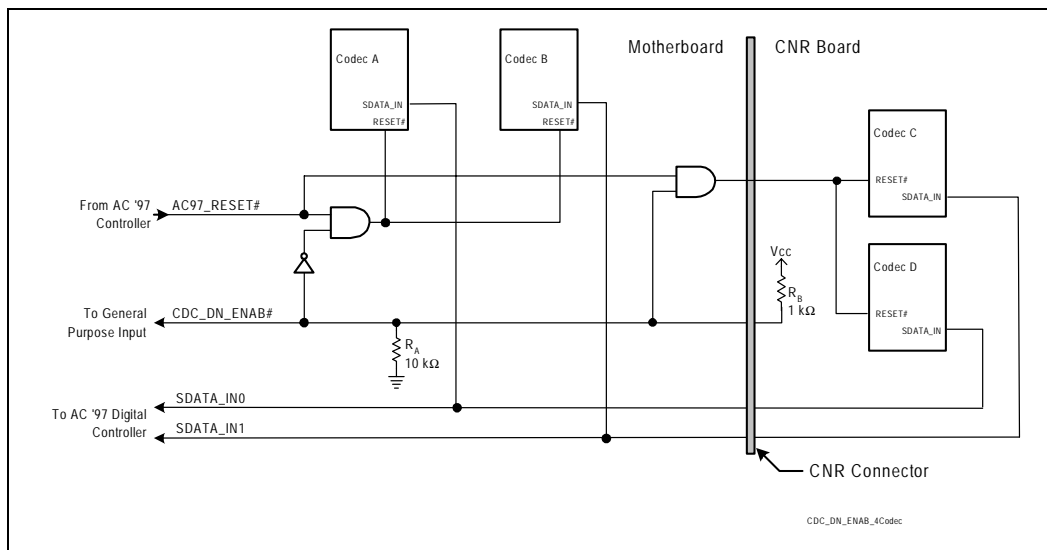 Motherboard
CNR Board
Codec A
SDATA_IN
RESET#
Codec B
SDATA_IN
RESET#
Codec C
RESET#
SDATA_IN
From AC '97
Controller
AC97_RESET#
Vcc
RB
1 kΩ
Codec D
RESET#
SDATA_IN
To General
Purpose Input
CDC_DN_ENAB#
RA
10 kΩ
To AC '97 Digital
Controller
SDATA_IN0
SDATA_IN1
CNR Connector
CDC_DN_ENAB_4Codec